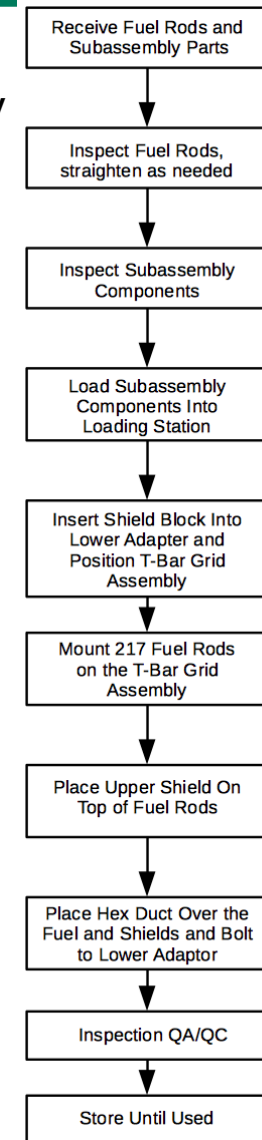 Receive Fuel Rods and
Subassembly Parts
Inspect Fuel Rods,
straighten as needed
Inspect Subassembly
Components
Load Subassembly
Components Into
Loading Station
Insert Shield Block Into
Lower Adapter and
Position T-Bar Grid
Assembly
Mount 217 Fuel Rods
on the T-Bar Grid
Assembly
Place Upper Shield On
Top of Fuel Rods
Place Hex Duct Over the
Fuel and Shields and Bolt
to Lower Adaptor
Inspection QA/QC
Store Until Used